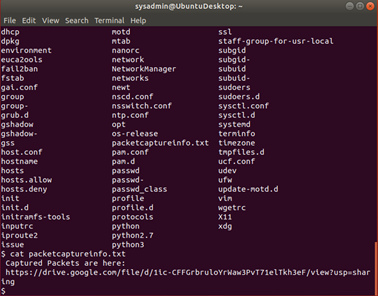 sysadmin@UbuntuDesktop: ~
File Edit View Search Terminal Help
dhcp motd ssl
dpkg mtab staff-group-for-usr-local
environment nanorc subgid
euca2ools network subgid-
fail2ban NetworkManager subuid
fstab networks subuid-
gai.conf newt sudoers
group nscd.conf sudoers.d
group- nsswitch.conf sysctl.conf
grub.d ntp.conf sysctl.d
gshadow opt systemd
gshadow- os-release terminfo
gss packetcaptureinfo.txt timezone
host.conf pam.conf tmpfiles.d
hostname pam.d ucf.conf
hosts passwd udev
hosts.allow passwd- ufw
hosts.deny passwd_class update-motd.d
init profile vim
init.d profile.d wgetrc
initramfs-tools protocols X11
inputrc python xdg
iproute2 python2.7
issue python3
$ cat packetcaptureinfo.txt
Captured Packets are here:
https://drive.google.com/file/d/1ic-CFFGrbruloYrWaw3PvT71elTkh3eF/view?usp=shar
ing
$